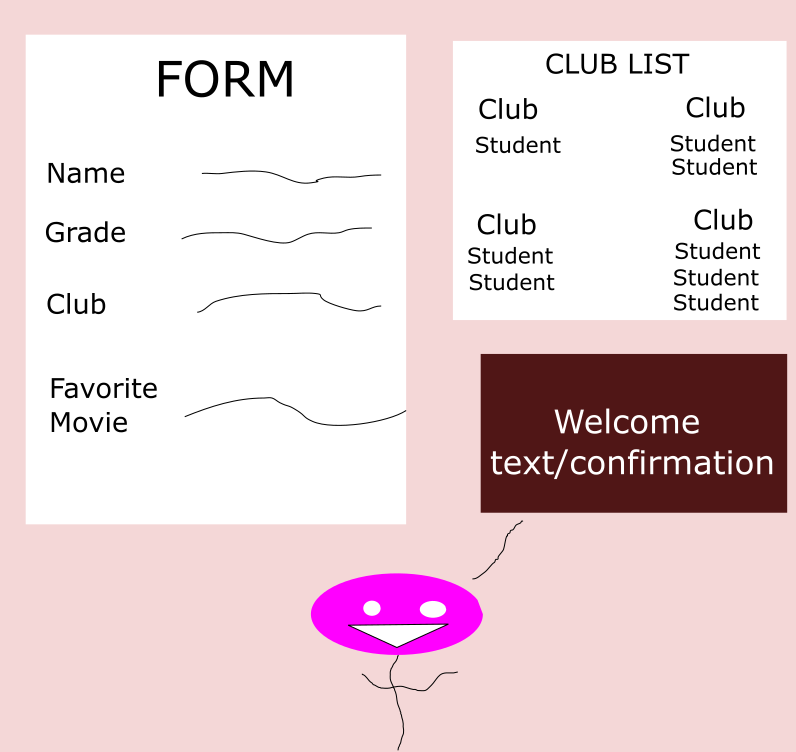 FORM
Name
Grade
Club
Favorite
Movie
CLUB LIST
Club
Student
Club
Student
Student
Club
Student
Student
Club
Student
Student
Student
Welcome
text/confirmation